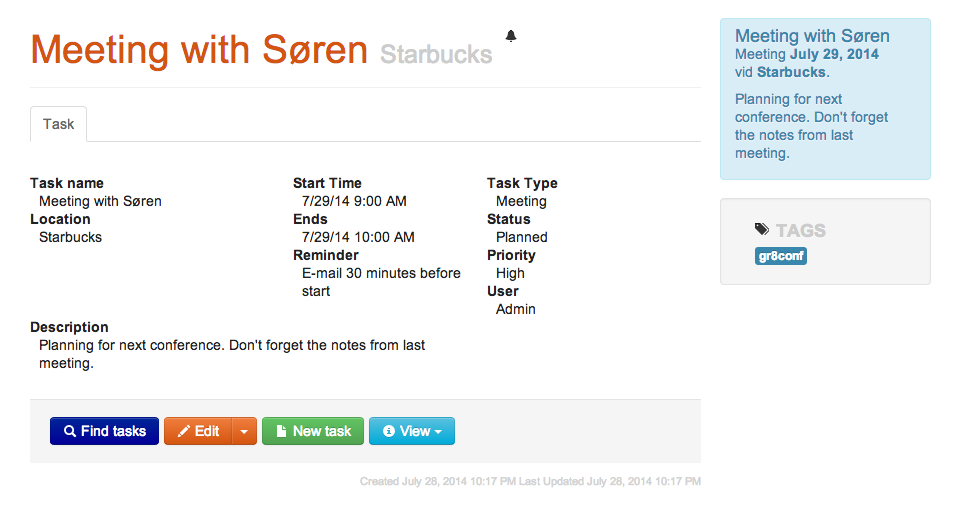 Meeting with Søren Starbucks
Task
Task name
Meeting with Søren
Location
Starbucks
Start Time
7/29/14 9:00 AM
Ends
7/29/14 10:00 AM
Reminder
E-mail 30 minutes before
start
Task Type
Meeting
Status
Planned
Priority
High
User
Admin
Description
Planning for next conference. Don't forget the notes from last
meeting.
Find tasks Edit New task View
Created July 28, 2014 10:17 PM Last Updated July 28, 2014 10:17 PM
Meeting with Søren
Meeting July 29, 2014
vid Starbucks.
Planning for next
conference. Don't forget
the notes from last
meeting.
TAGS
gr8conf